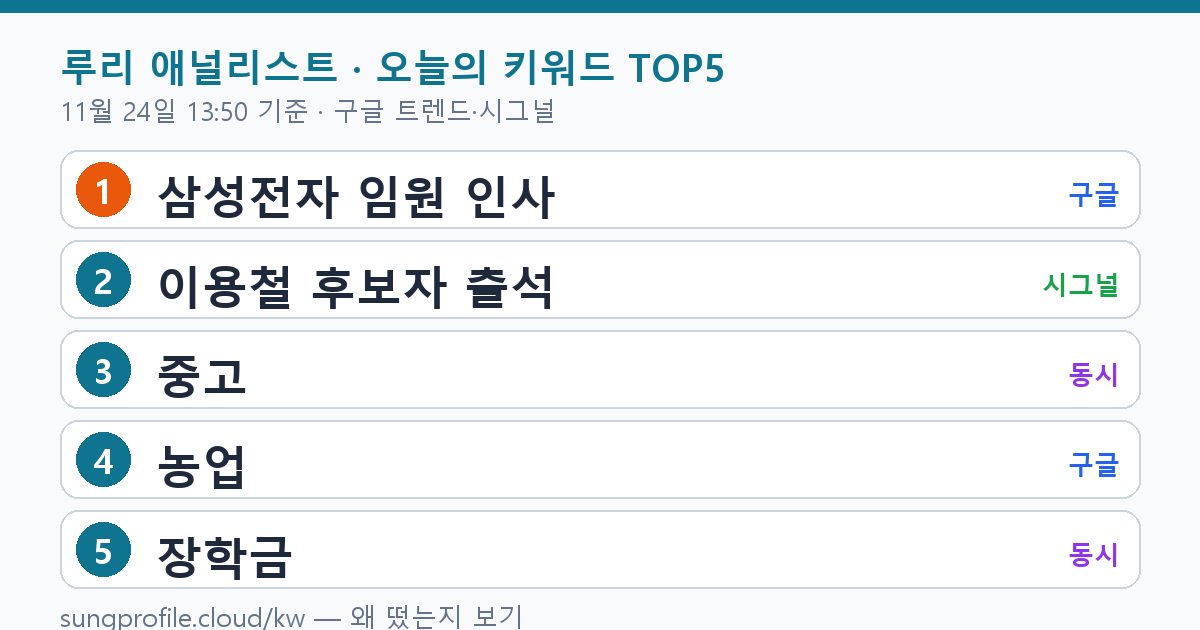 루리 애널리스트 · 오늘의 키워드 TOP5
11월 24일 13:50 기준 · 구글 트렌드·시그널
1 삼성전자 임원 인사 구글
2 이용철 후보자 출석 시그널
3 중고 동시
4 농업 구글
5 장학금 동시
sungprofile.cloud/kw — 왜 떴는지 보기